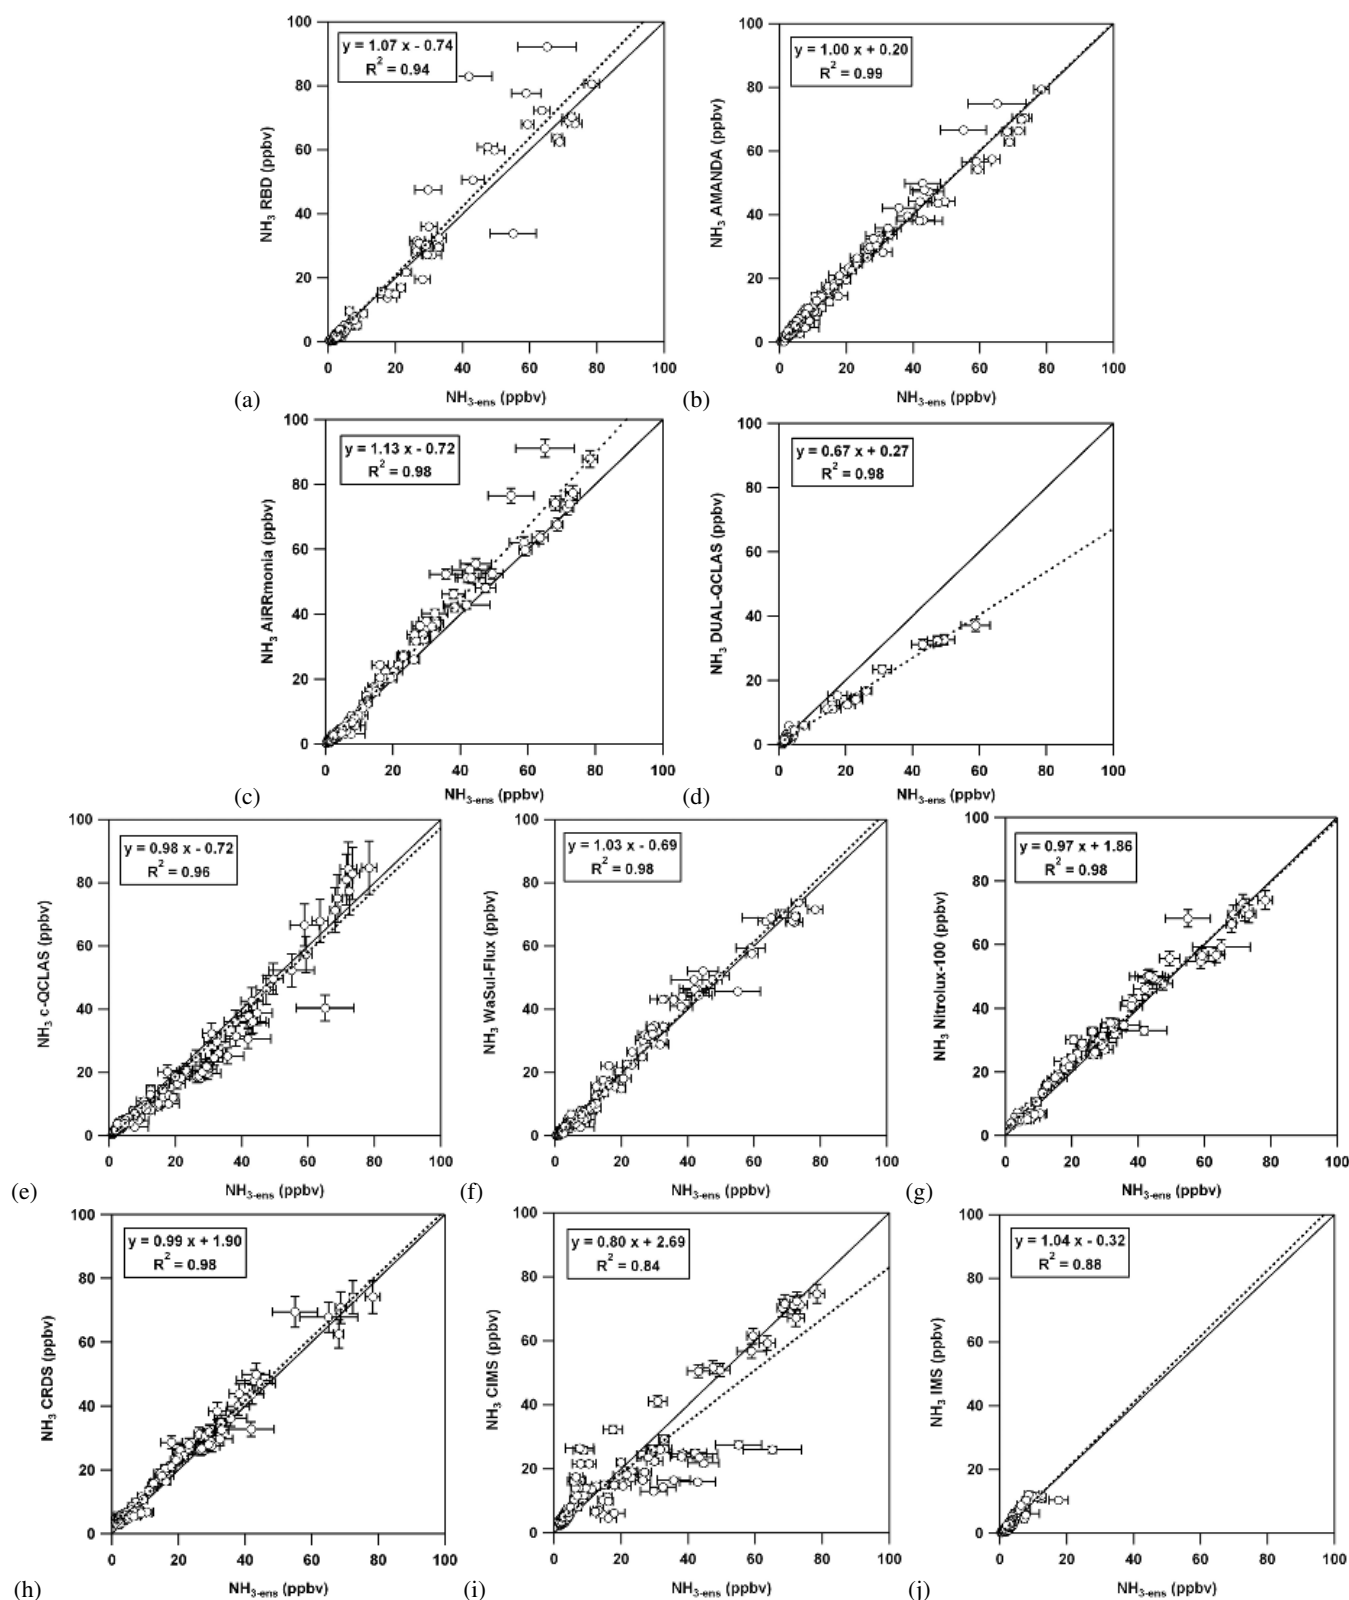 y = 1.07 x - 0.74
R² = 0.94
NH₃ RBD (ppbv)
100
80
60
40
20
0
0 20 40 60 80 100
NH₃₋ₑₙₛ (ppbv)
(a)
y = 1.00 x + 0.20
R² = 0.99
NH₃ AMANDA (ppbv)
100
80
60
40
20
0
0 20 40 60 80 100
NH₃₋ₑₙₛ (ppbv)
(b)
y = 1.13 x - 0.72
R² = 0.98
NH₃ AiRRmonia (ppbv)
100
80
60
40
20
0
0 20 40 60 80 100
NH₃₋ₑₙₛ (ppbv)
(c)
y = 0.67 x + 0.27
R² = 0.98
NH₃ DUAL-QCLAS (ppbv)
100
80
60
40
20
0
0 20 40 60 80 100
NH₃₋ₑₙₛ (ppbv)
(d)
y = 0.98 x - 0.72
R² = 0.96
NH₃ c-QCLAS (ppbv)
100
80
60
40
20
0
0 20 40 60 80 100
NH₃₋ₑₙₛ (ppbv)
(e)
y = 1.03 x - 0.69
R² = 0.98
NH₃ WaSul-Flux (ppbv)
100
80
60
40
20
0
0 20 40 60 80 100
NH₃₋ₑₙₛ (ppbv)
(f)
y = 0.97 x + 1.86
R² = 0.98
NH₃ Nitrolux-100 (ppbv)
100
80
60
40
20
0
0 20 40 60 80 100
NH₃₋ₑₙₛ (ppbv)
(g)
y = 0.99 x + 1.90
R² = 0.98
NH₃ CRDS (ppbv)
100
80
60
40
20
0
0 20 40 60 80 100
NH₃₋ₑₙₛ (ppbv)
(h)
y = 0.80 x + 2.69
R² = 0.84
NH₃ CIMS (ppbv)
100
80
60
40
20
0
0 20 40 60 80 100
NH₃₋ₑₙₛ (ppbv)
(i)
y = 1.04 x - 0.32
R² = 0.88
NH₃ IMS (ppbv)
100
80
60
40
20
0
0 20 40 60 80 100
NH₃₋ₑₙₛ (ppbv)
(j)